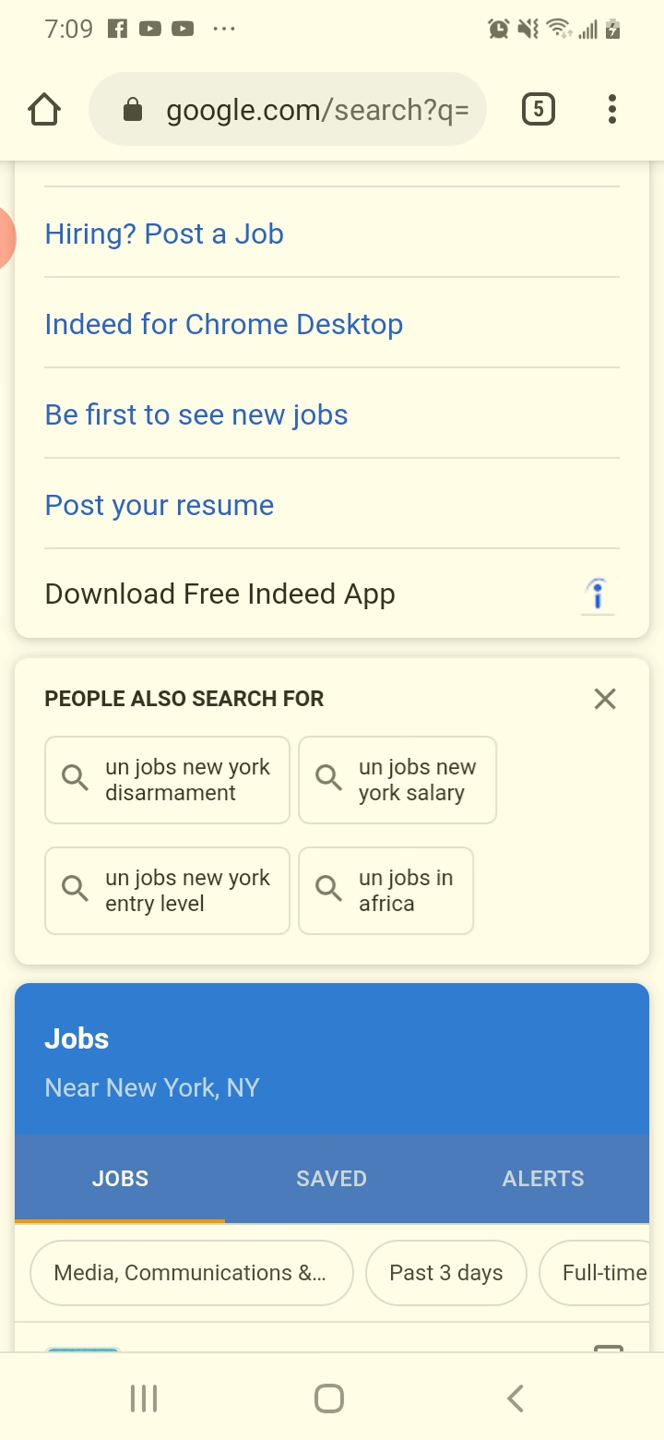 7:09
google.com/search?q=
5
Hiring? Post a Job
Indeed for Chrome Desktop
Be first to see new jobs
Post your resume
Download Free Indeed App
PEOPLE ALSO SEARCH FOR
un jobs new york
disarmament
un jobs new
york salary
un jobs new york
entry level
un jobs in
africa
Jobs
Near New York, NY
JOBS
SAVED
ALERTS
Media, Communications &...
Past 3 days
Full-time